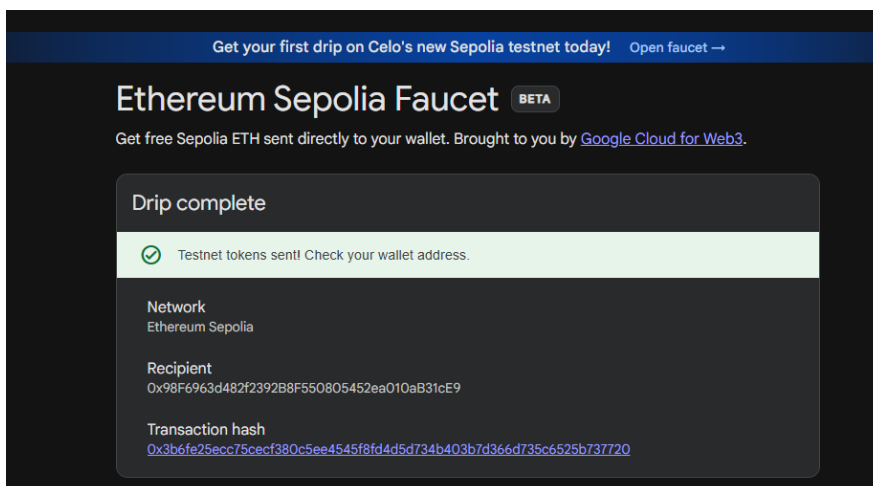 Get your first drip on Celo's new Sepolia testnet today! Open faucet →
Ethereum Sepolia Faucet BETA
Get free Sepolia ETH sent directly to your wallet. Brought to you by Google Cloud for Web3.
Drip complete
Testnet tokens sent! Check your wallet address.
Network
Ethereum Sepolia
Recipient
0x98F6963d482f2392B8F550805452ea010aB31cE9
Transaction hash
0x3b6fe25ecc75cecf380c5ee4545f8fd4d5d734b403b7d366d735c6525b737720